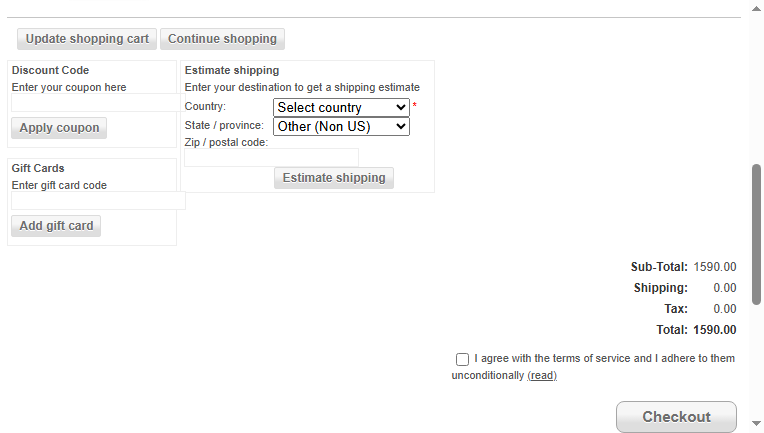 Update shopping cart Continue shopping
Discount Code
Enter your coupon here
Apply coupon
Gift Cards
Enter gift card code
Add gift card
Estimate shipping
Enter your destination to get a shipping estimate
Country: Select country *
State / province: Other (Non US)
Zip / postal code:
Estimate shipping
Sub-Total: 1590.00
Shipping: 0.00
Tax: 0.00
Total: 1590.00
I agree with the terms of service and I adhere to them
unconditionally (read)
Checkout